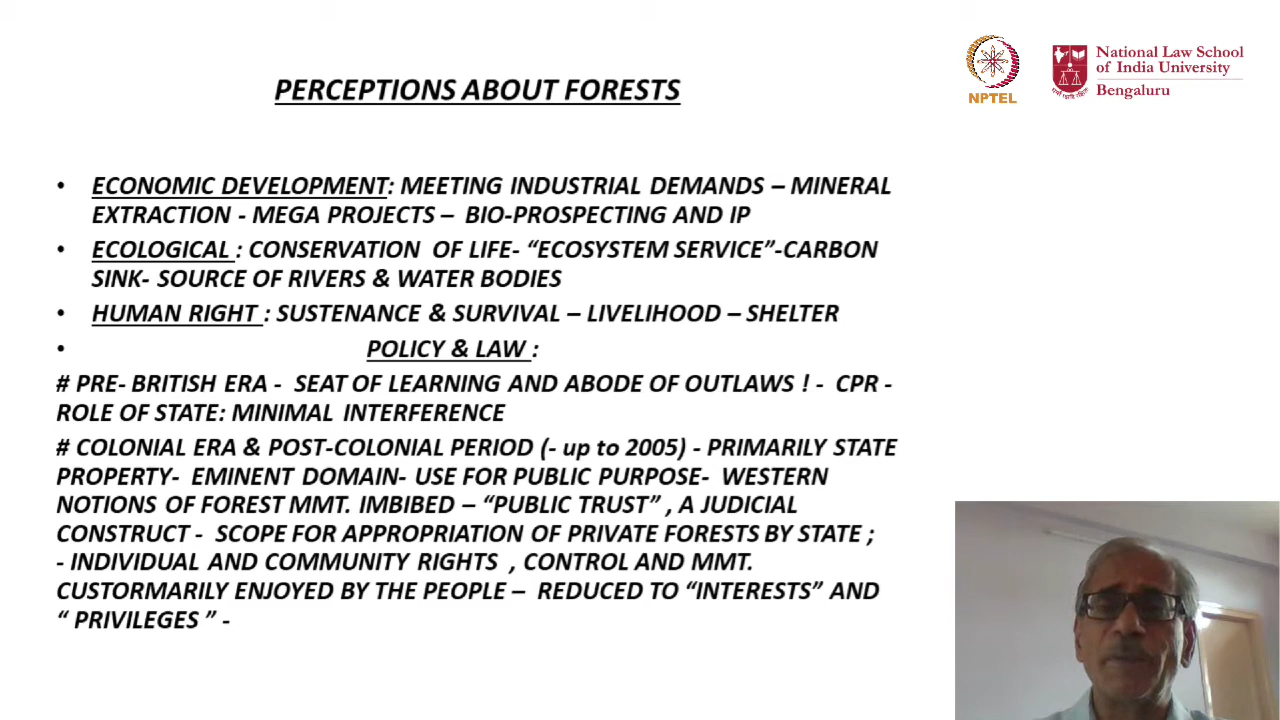 PERCEPTIONS ABOUT FORESTS
NPTEL
National Law School
of India University
Bengaluru
• ECONOMIC DEVELOPMENT: MEETING INDUSTRIAL DEMANDS – MINERAL
EXTRACTION - MEGA PROJECTS – BIO-PROSPECTING AND IP
• ECOLOGICAL : CONSERVATION OF LIFE- “ECOSYSTEM SERVICE”-CARBON
SINK- SOURCE OF RIVERS & WATER BODIES
• HUMAN RIGHT : SUSTENANCE & SURVIVAL – LIVELIHOOD – SHELTER
• POLICY & LAW :
# PRE- BRITISH ERA - SEAT OF LEARNING AND ABODE OF OUTLAWS ! - CPR -
ROLE OF STATE: MINIMAL INTERFERENCE
# COLONIAL ERA & POST-COLONIAL PERIOD (- up to 2005) - PRIMARILY STATE
PROPERTY- EMINENT DOMAIN- USE FOR PUBLIC PURPOSE- WESTERN
NOTIONS OF FOREST MMT. IMBIBED – “PUBLIC TRUST” , A JUDICIAL
CONSTRUCT - SCOPE FOR APPROPRIATION OF PRIVATE FORESTS BY STATE ;
- INDIVIDUAL AND COMMUNITY RIGHTS , CONTROL AND MMT.
CUSTORMARILY ENJOYED BY THE PEOPLE – REDUCED TO “INTERESTS” AND
“ PRIVILEGES ” -